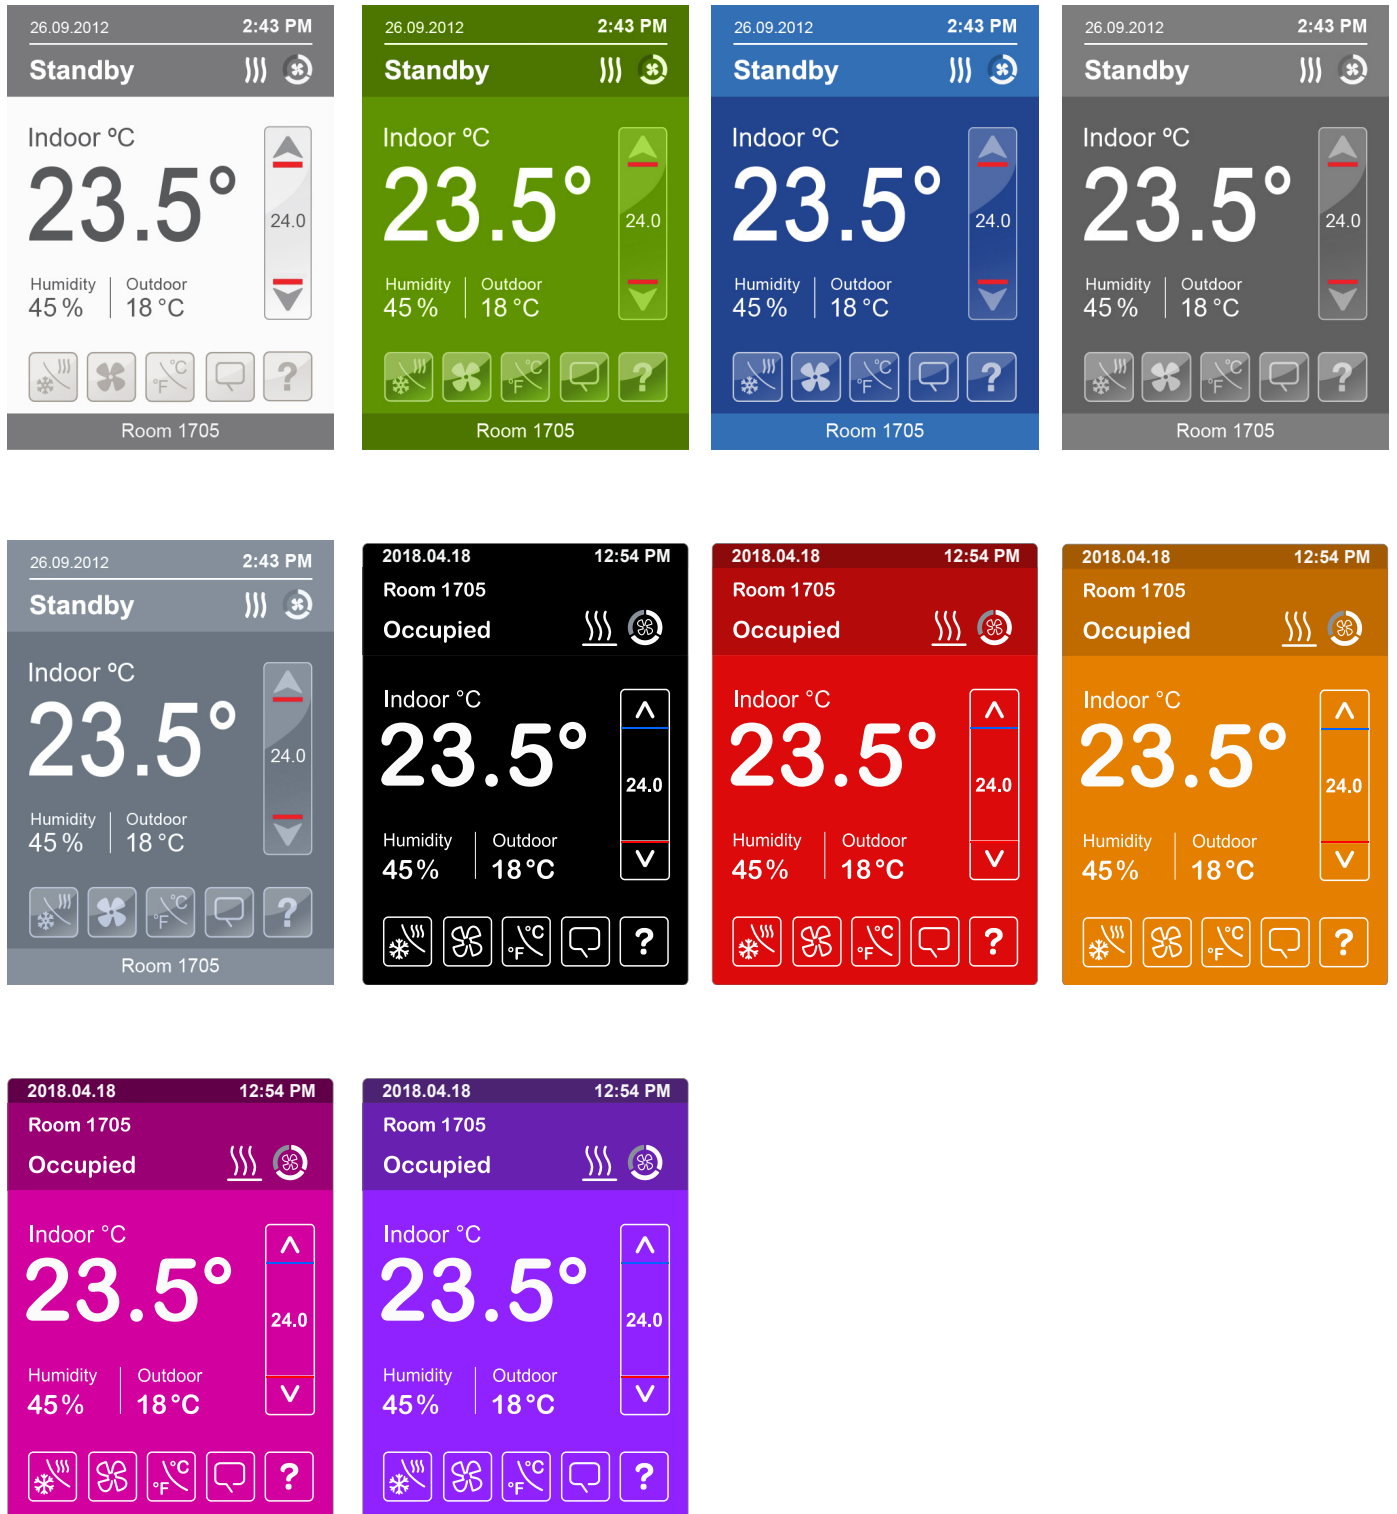 26.09.2012 2:43 PM
Standby
Indoor ºC
23.5°
24.0
Humidity Outdoor
45 % 18 °C
°C
°F
?
Room 1705
26.09.2012 2:43 PM
Standby
Indoor ºC
23.5°
24.0
Humidity Outdoor
45 % 18 °C
°C
°F
?
Room 1705
26.09.2012 2:43 PM
Standby
Indoor ºC
23.5°
24.0
Humidity Outdoor
45 % 18 °C
°C
°F
?
Room 1705
26.09.2012 2:43 PM
Standby
Indoor ºC
23.5°
24.0
Humidity Outdoor
45 % 18 °C
°C
°F
?
Room 1705
26.09.2012 2:43 PM
Standby
Indoor ºC
23.5°
24.0
Humidity Outdoor
45 % 18 °C
°C
°F
?
Room 1705
2018.04.18 12:54 PM
Room 1705
Occupied
Indoor °C
23.5°
24.0
Humidity Outdoor
45% 18°C
°C
°F
?
2018.04.18 12:54 PM
Room 1705
Occupied
Indoor °C
23.5°
24.0
Humidity Outdoor
45% 18°C
°C
°F
?
2018.04.18 12:54 PM
Room 1705
Occupied
Indoor °C
23.5°
24.0
Humidity Outdoor
45% 18°C
°C
°F
?
2018.04.18 12:54 PM
Room 1705
Occupied
Indoor °C
23.5°
24.0
Humidity Outdoor
45% 18°C
°C
°F
?
2018.04.18 12:54 PM
Room 1705
Occupied
Indoor °C
23.5°
24.0
Humidity Outdoor
45% 18°C
°C
°F
?